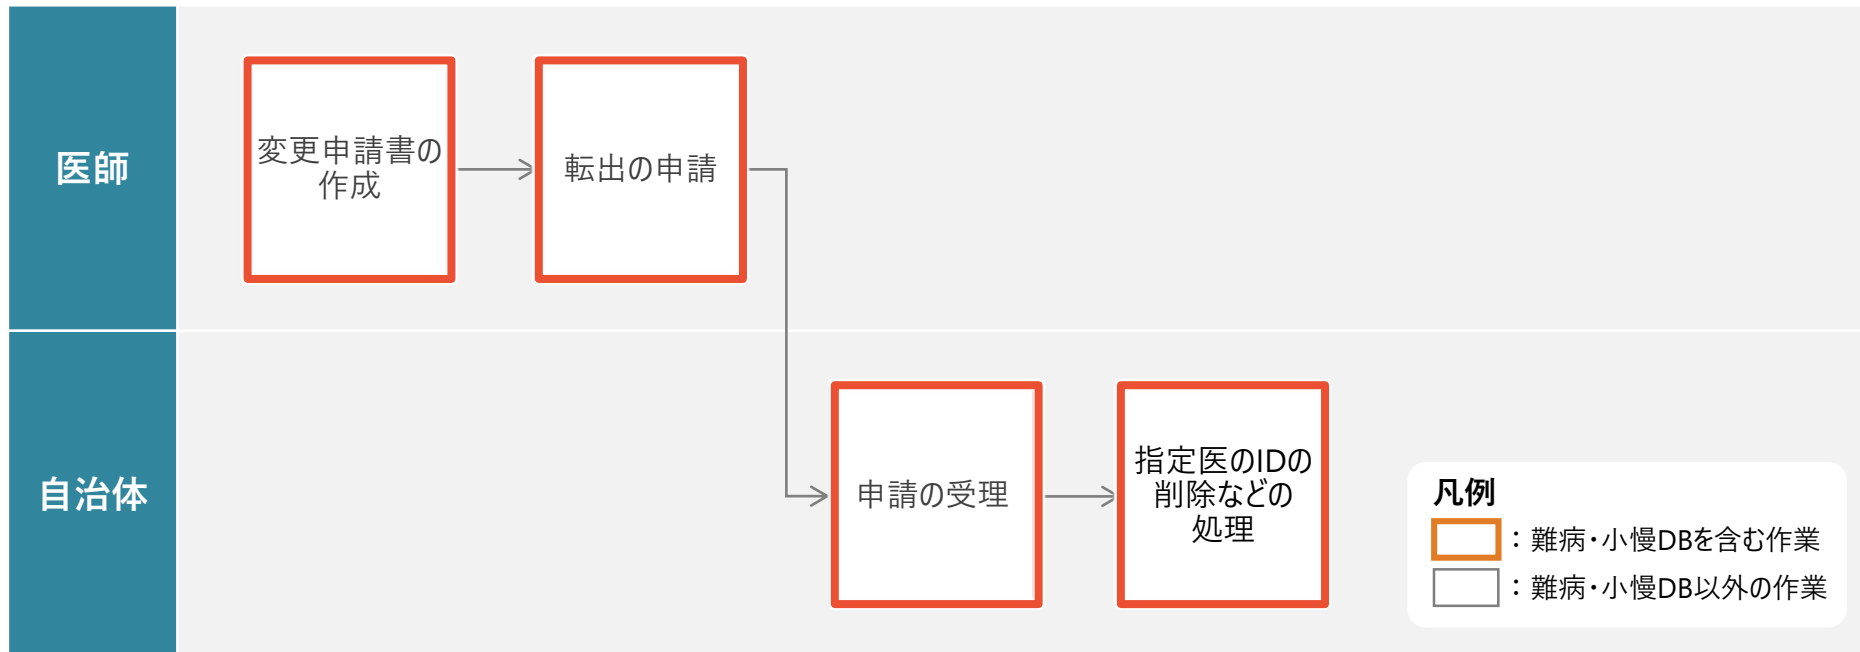 医師
変更申請書の
作成
転出の申請
自治体
申請の受理
指定医のIDの
削除などの
処理
凡例
：難病・小慢DBを含む作業
：難病・小慢DB以外の作業